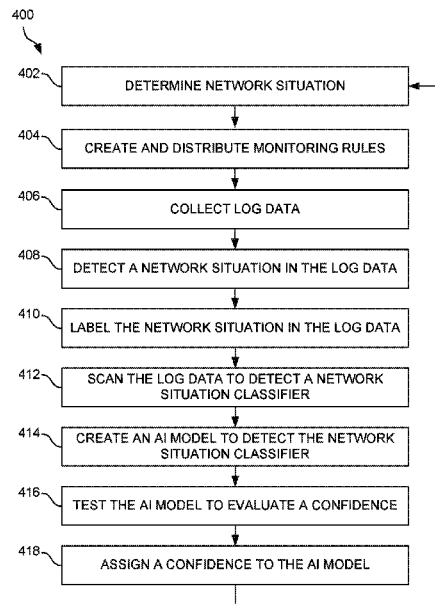 400
402
DETERMINE NETWORK SITUATION
404
CREATE AND DISTRIBUTE MONITORING RULES
406
COLLECT LOG DATA
408
DETECT A NETWORK SITUATION IN THE LOG DATA
410
LABEL THE NETWORK SITUATION IN THE LOG DATA
412
SCAN THE LOG DATA TO DETECT A NETWORK
SITUATION CLASSIFIER
414
CREATE AN AI MODEL TO DETECT THE NETWORK
SITUATION CLASSIFIER
416
TEST THE AI MODEL TO EVALUATE A CONFIDENCE
418
ASSIGN A CONFIDENCE TO THE AI MODEL